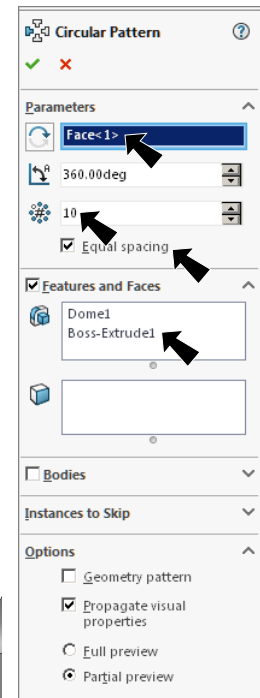 Circular Pattern
Parameters
Face<1>
360.00deg
10
Equal spacing
Features and Faces
Dome1
Boss-Extrude1
Bodies
Instances to Skip
Options
Geometry pattern
Propagate visual
properties
Full preview
Partial preview